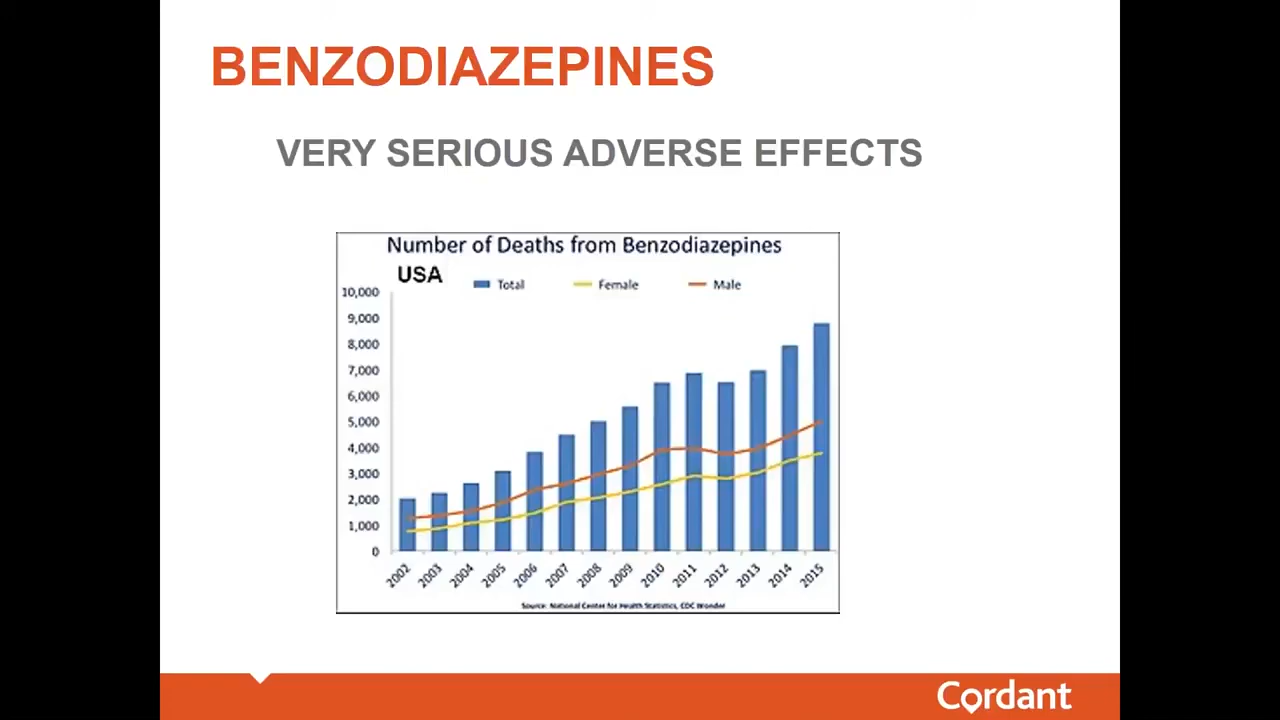 BENZODIAZEPINES
VERY SERIOUS ADVERSE EFFECTS
Number of Deaths from Benzodiazepines
USA
Total Female Male
10,000
9,000
8,000
7,000
6,000
5,000
4,000
3,000
2,000
1,000
0
2002 2003 2004 2005 2006 2007 2008 2009 2010 2011 2012 2013 2014 2015
Source: National Center for Health Statistics, CDC Wonder
Cordant